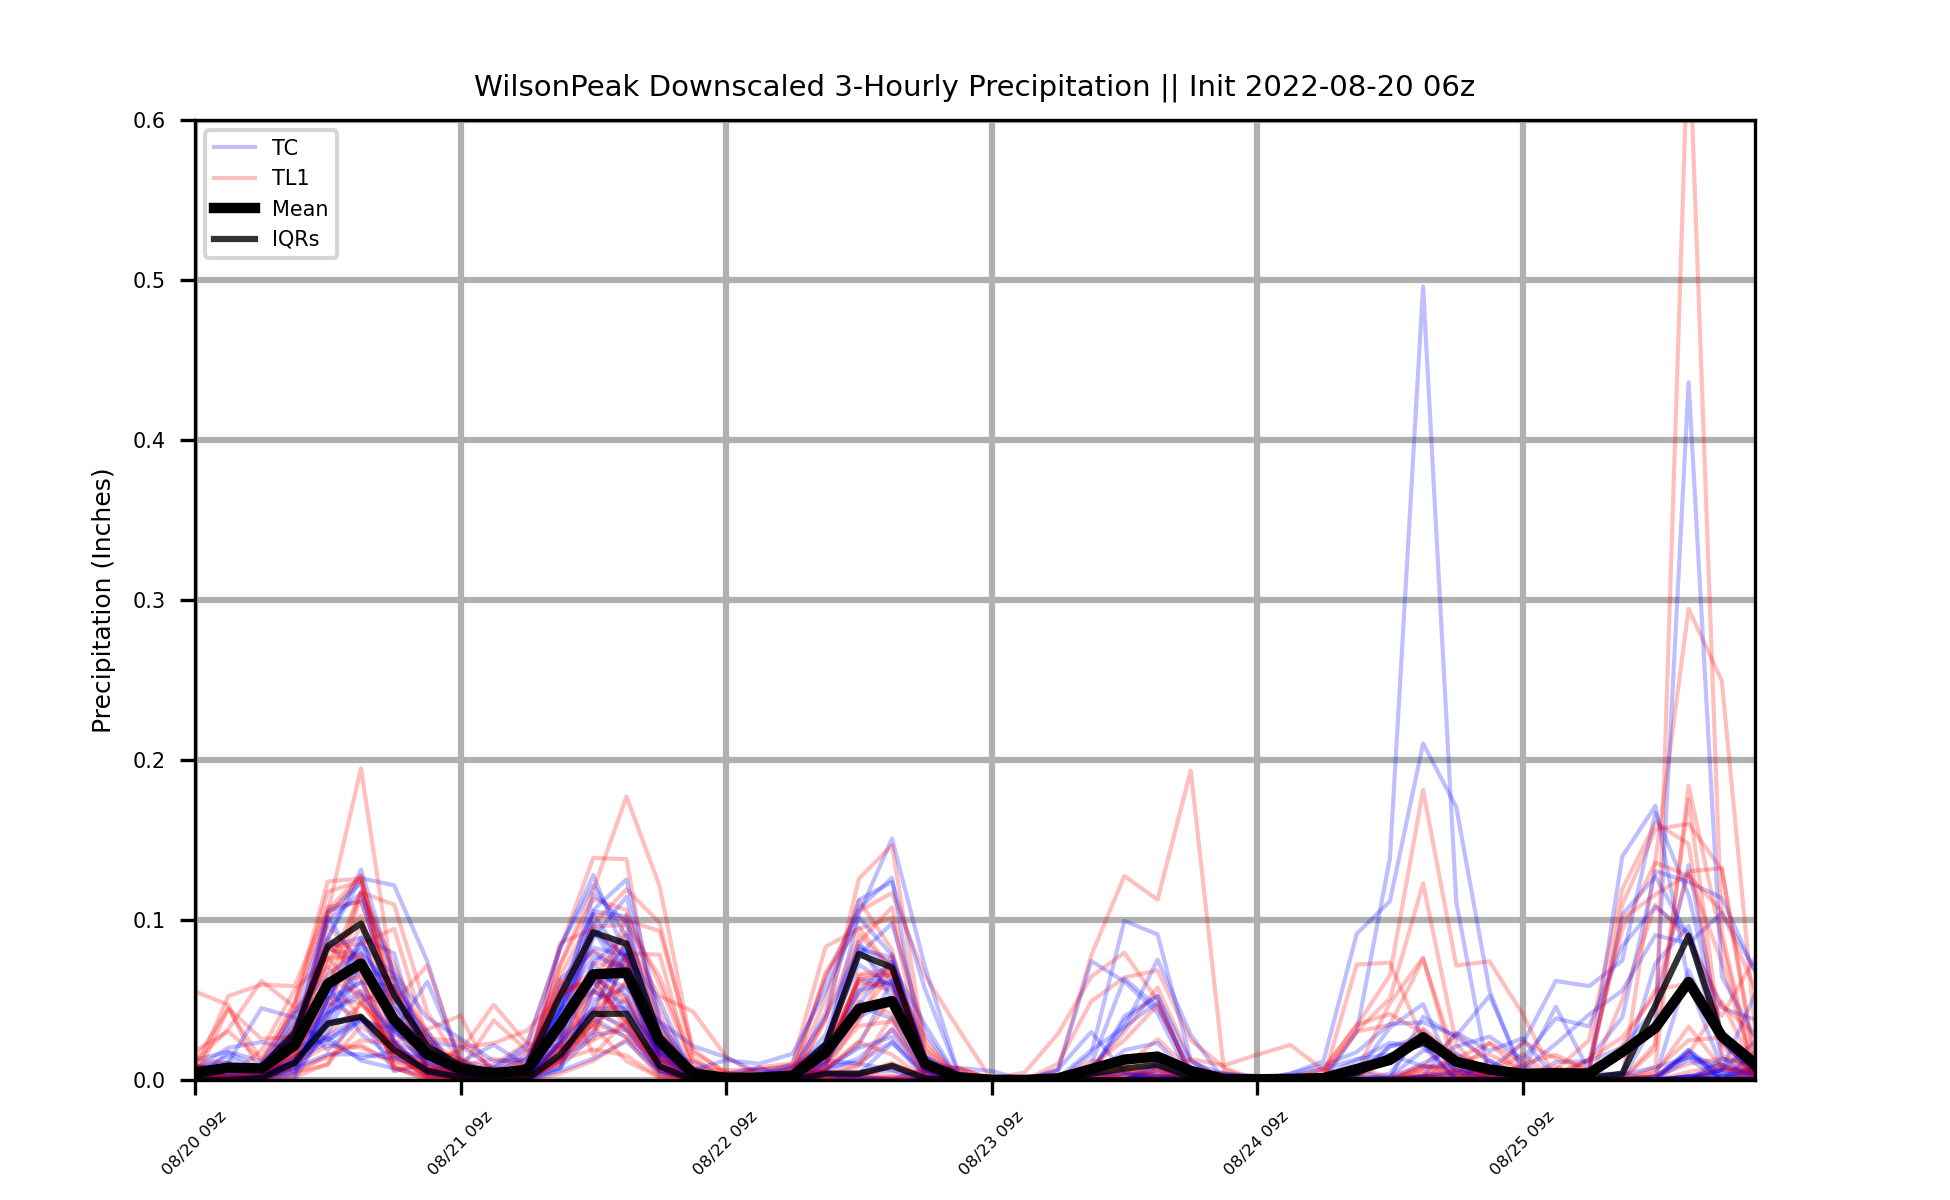 WilsonPeak Downscaled 3-Hourly Precipitation || Init 2022-08-20 06z
TC
TL1
Mean
IQRs
Precipitation (Inches)
0.6
0.5
0.4
0.3
0.2
0.1
0.0
08/20 09z
08/21 09z
08/22 09z
08/23 09z
08/24 09z
08/25 09z